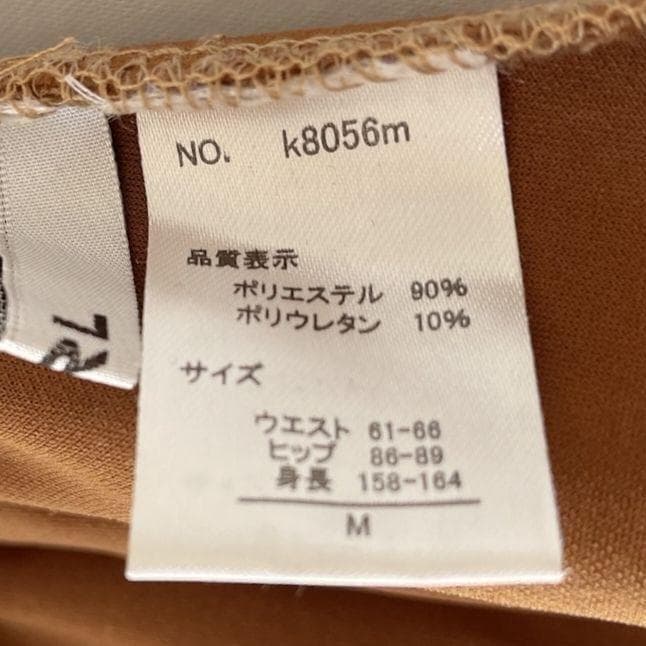 NO. k8056m
品質表示
ポリエステル 90%
ポリウレタン 10%
サイズ
ウエスト 61-66
ヒップ 86-89
身長 158-164
M